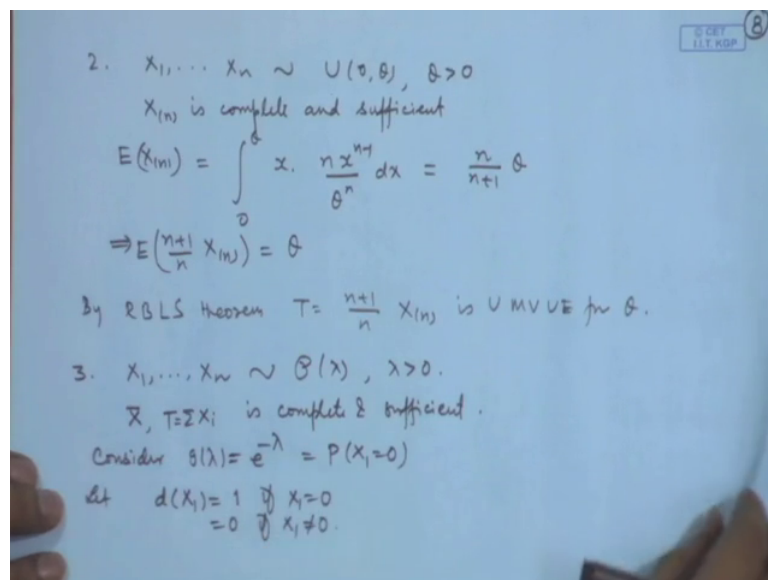 © CET
I.I.T. KGP
8
2. X₁, ... Xₙ ~ U(0, θ), θ>0
X₍ₙ₎ is complete and sufficient
E(X₍ₙ₎) = ∫₀^θ x. n xⁿ⁻¹/θⁿ dx = n/n+1 θ
⇒ E(n+1/n X₍ₙ₎) = θ
By RBLS theorem T = n+1/n X₍ₙ₎ is UMVUE for θ.
3. X₁, ..., Xₙ ~ P(λ), λ>0.
X̄, T=ΣXi is complete & sufficient.
Consider g(λ) = e^-λ = P(X₁=0)
Let d(X₁) = 1 if X₁=0
= 0 if X₁≠0.